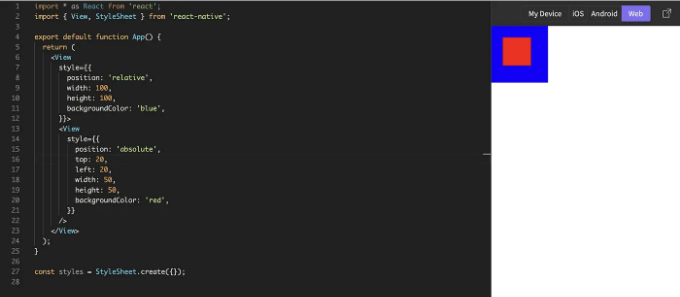 My Device iOS Android Web
1 import * as React from 'react';
2 import { View, StyleSheet } from 'react-native';
3
4 export default function App() {
5 return (
6 <View
7 style={{
8 position: 'relative',
9 width: 100,
10 height: 100,
11 backgroundColor: 'blue',
12 }}>
13 <View
14 style={{
15 position: 'absolute',
16 top: 20,
17 left: 20,
18 width: 50,
19 height: 50,
20 backgroundColor: 'red',
21 }}
22 />
23 </View>
24 );
25 }
26
27 const styles = StyleSheet.create({});
28